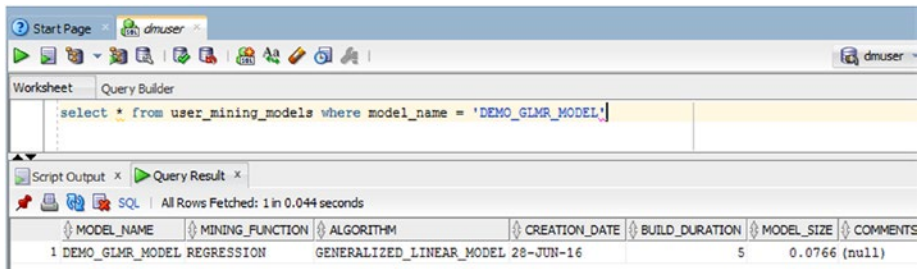 Start Page dmuser
dmuser
Worksheet Query Builder
select * from user_mining_models where model_name = 'DEMO_GLMR_MODEL'
Script Output Query Result
SQL | All Rows Fetched: 1 in 0.044 seconds
MODEL_NAME MINING_FUNCTION ALGORITHM CREATION_DATE BUILD_DURATION MODEL_SIZE COMMENTS
1 DEMO_GLMR_MODEL REGRESSION GENERALIZED_LINEAR_MODEL 28-JUN-16 5 0.0766 (null)